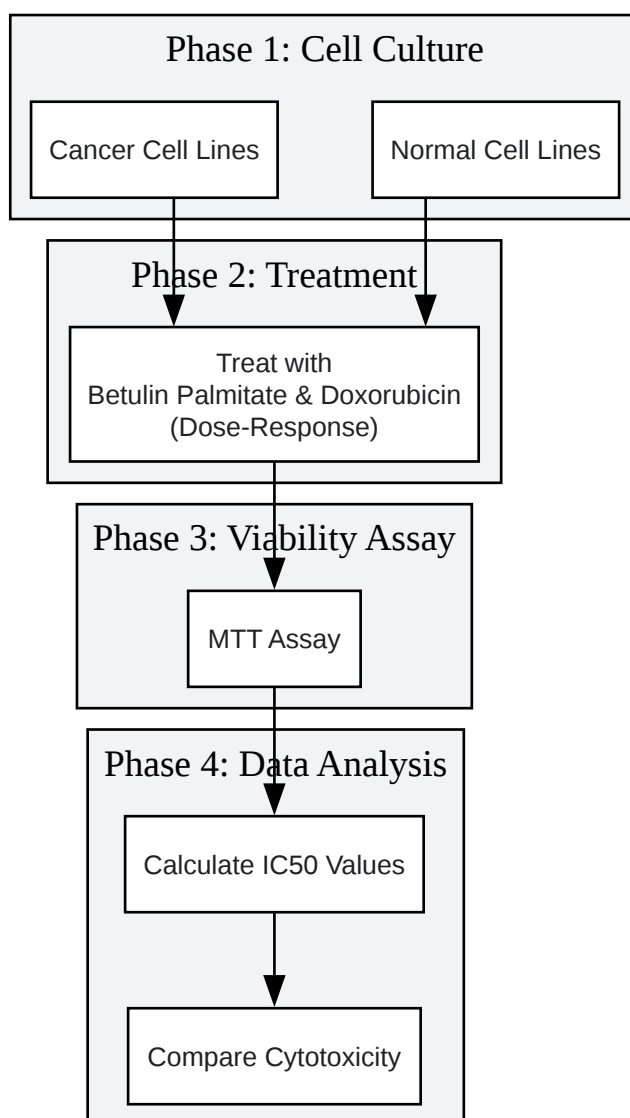 Phase 1: Cell Culture
Cancer Cell Lines
Normal Cell Lines
Phase 2: Treatment
Treat with
Betulin Palmitate & Doxorubicin
(Dose-Response)
Phase 3: Viability Assay
MTT Assay
Phase 4: Data Analysis
Calculate IC50 Values
Compare Cytotoxicity